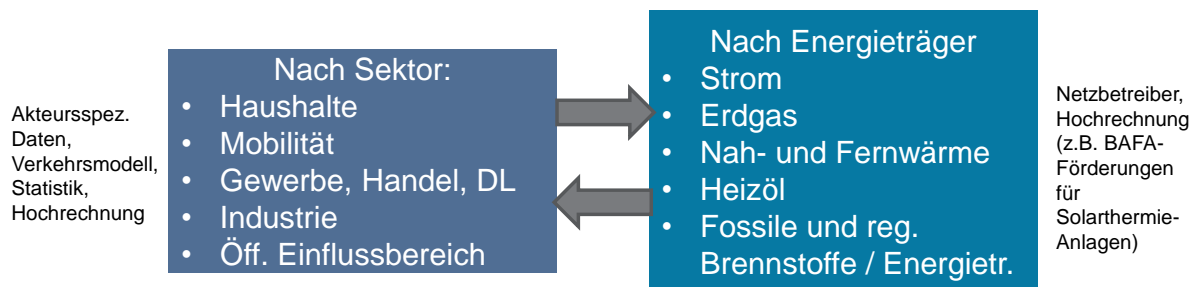 Akteursspez.
Daten,
Verkehrsmodell,
Statistik,
Hochrechnung
Nach Sektor:
• Haushalte
• Mobilität
• Gewerbe, Handel, DL
• Industrie
• Öff. Einflussbereich
Nach Energieträger
• Strom
• Erdgas
• Nah- und Fernwärme
• Heizöl
• Fossile und reg.
Brennstoffe / Energietr.
Netzbetreiber,
Hochrechnung
(z.B. BAFA-
Förderungen
für
Solarthermie-
Anlagen)